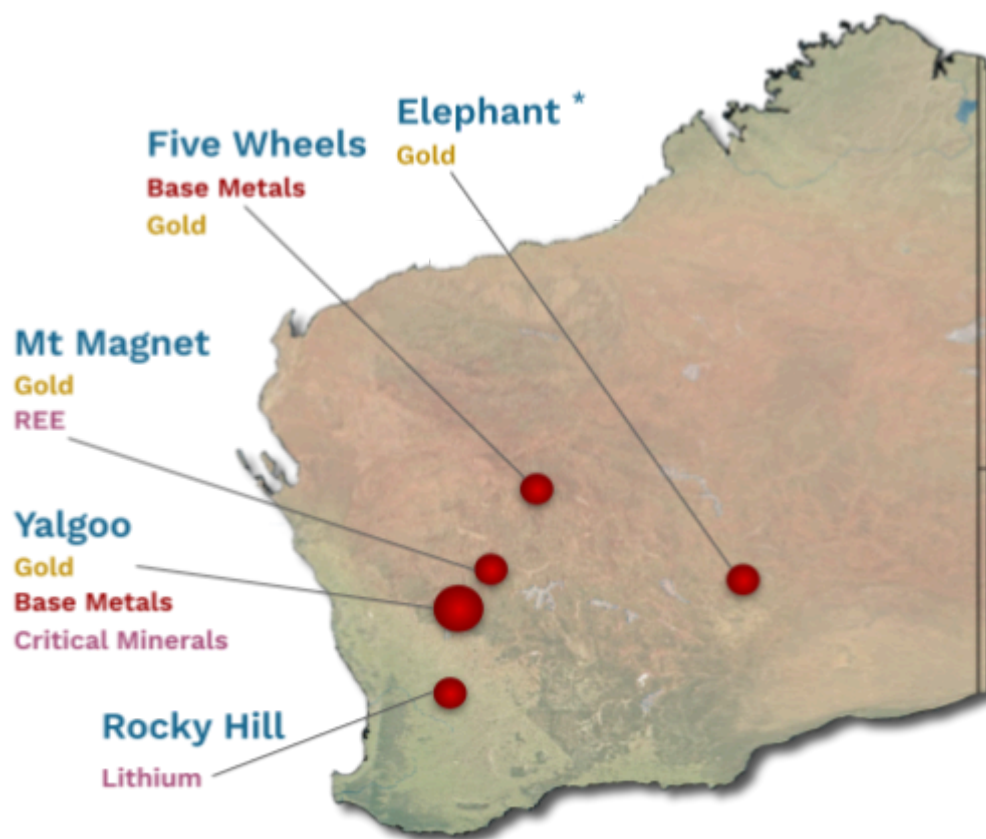 Elephant *
Gold
Five Wheels
Base Metals
Gold
Mt Magnet
Gold
REE
Yalgoo
Gold
Base Metals
Critical Minerals
Rocky Hill
Lithium